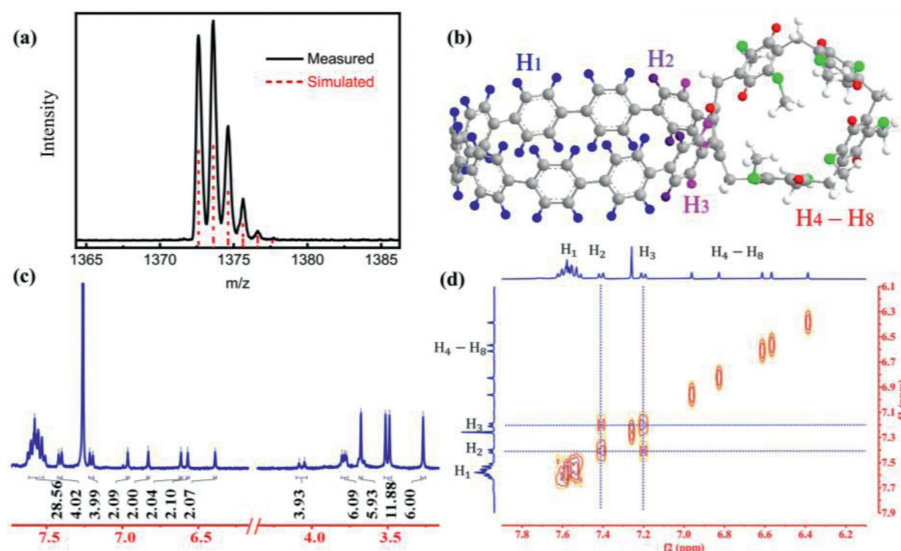 (a)
Intensity
Measured
Simulated
1365 1370 1375 1380 1385
m/z
(b)
H1
H2
H3
H4 – H8
(c)
28.56
4.02
3.99
2.09
2.00
2.04
2.10
2.07
3.93
6.09
5.93
11.88
6.00
7.5 7.0 6.5 4.0 3.5
(d)
H1 H2 H3 H4 – H8
H4 – H8
H3
H2
H1
6.1
6.3
6.5
6.7
6.9
7.1
7.3
7.5
7.7
7.9
7.8 7.6 7.4 7.2 7.0 6.8 6.6 6.4 6.2
f2 (ppm)